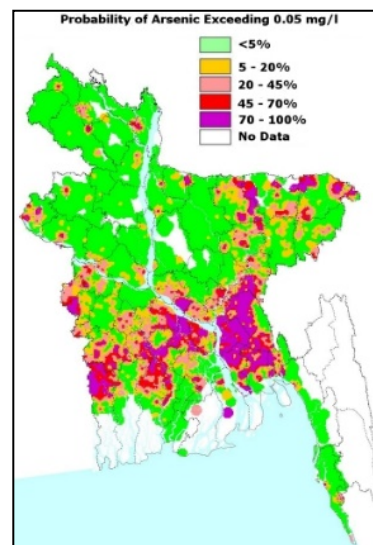 Probability of Arsenic Exceeding 0.05 mg/l
<5%
5 - 20%
20 - 45%
45 - 70%
70 - 100%
No Data